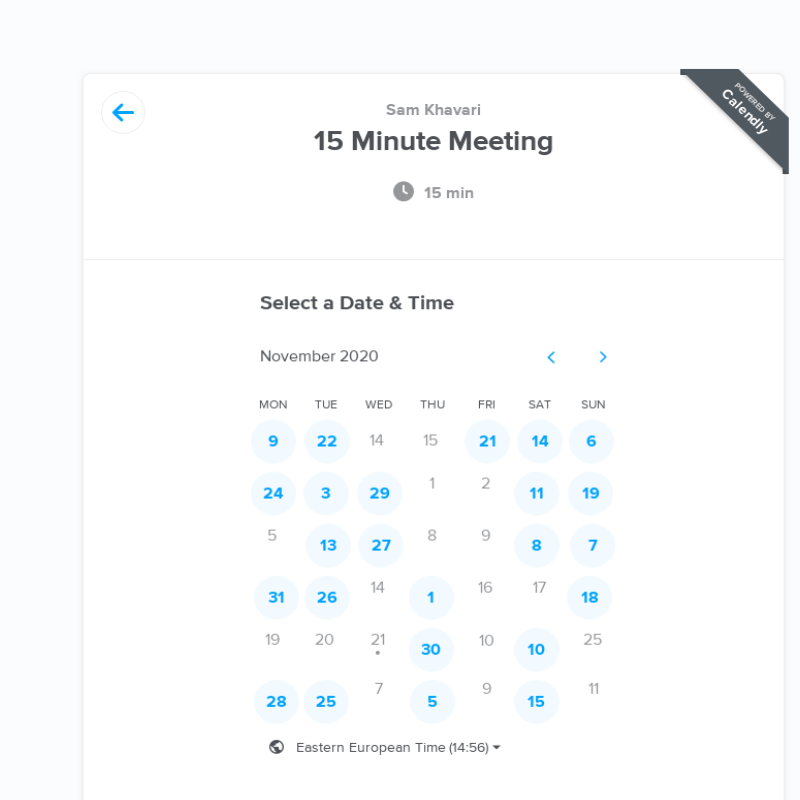 POWERED BY
Calendly
Sam Khavari
15 Minute Meeting
15 min
Select a Date & Time
November 2020
MON TUE WED THU FRI SAT SUN
9 22 14 15 21 14 6
24 3 29 1 2 11 19
5 13 27 8 9 8 7
31 26 14 1 16 17 18
19 20 21 30 10 10 25
28 25 7 5 9 15 11
Eastern European Time (14:56)